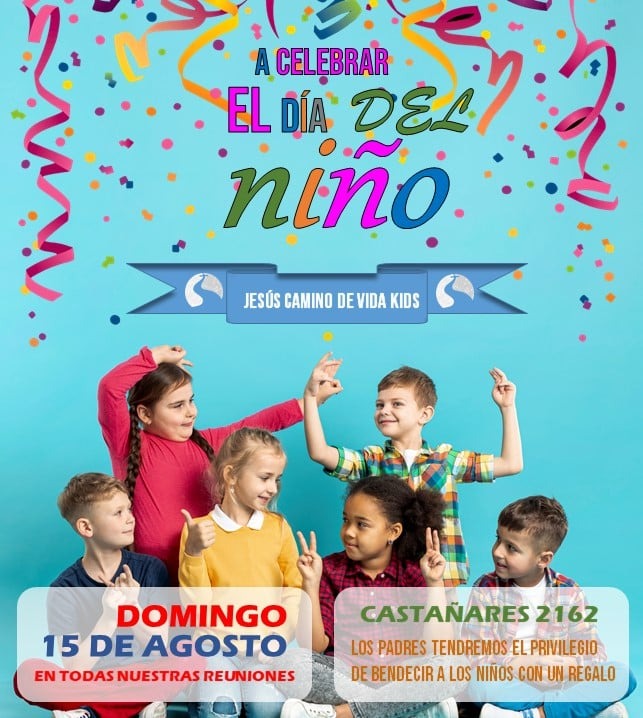 A CELEBRAR
EL DÍA DEL
niño
JESÚS CAMINO DE VIDA KIDS
DOMINGO
15 DE AGOSTO
EN TODAS NUESTRAS REUNIONES
CASTAÑARES 2162
LOS PADRES TENDREMOS EL PRIVILEGIO
DE BENDECIR A LOS NIÑOS CON UN REGALO